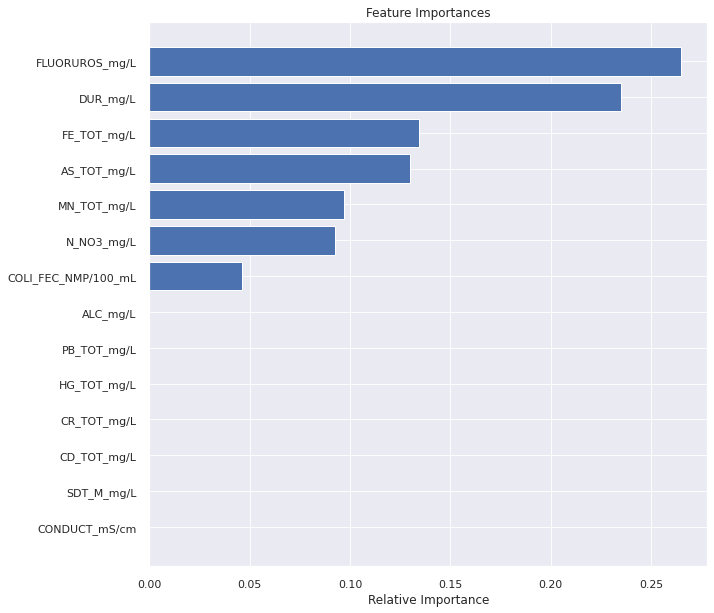 Feature Importances
FLUORUROS_mg/L
DUR_mg/L
FE_TOT_mg/L
AS_TOT_mg/L
MN_TOT_mg/L
N_NO3_mg/L
COLI_FEC_NMP/100_mL
ALC_mg/L
PB_TOT_mg/L
HG_TOT_mg/L
CR_TOT_mg/L
CD_TOT_mg/L
SDT_M_mg/L
CONDUCT_mS/cm
0.00 0.05 0.10 0.15 0.20 0.25
Relative Importance